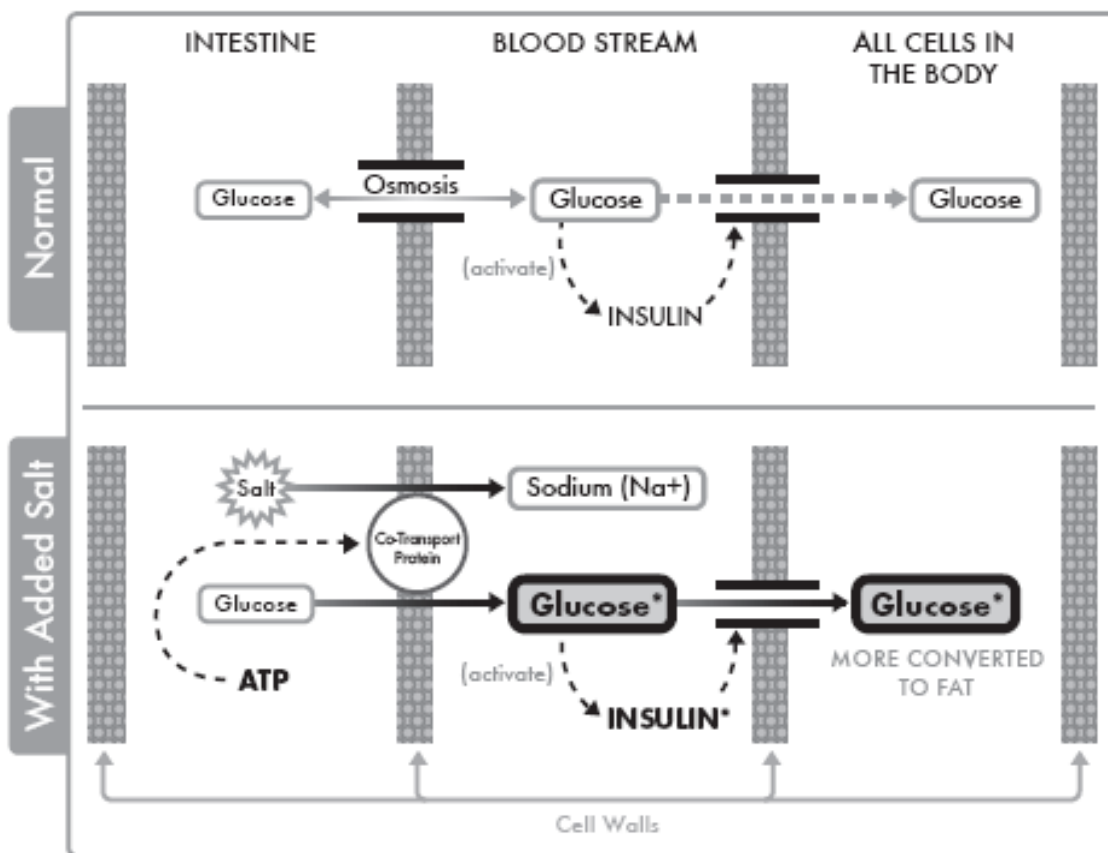 INTESTINE
BLOOD STREAM
ALL CELLS IN
THE BODY
Normal
Glucose
Osmosis
Glucose
Glucose
(activate)
INSULIN
With Added Salt
Salt
Sodium (Na+)
Co-Transport
Protein
Glucose
Glucose*
Glucose*
ATP
(activate)
INSULIN*
MORE CONVERTED
TO FAT
Cell Walls